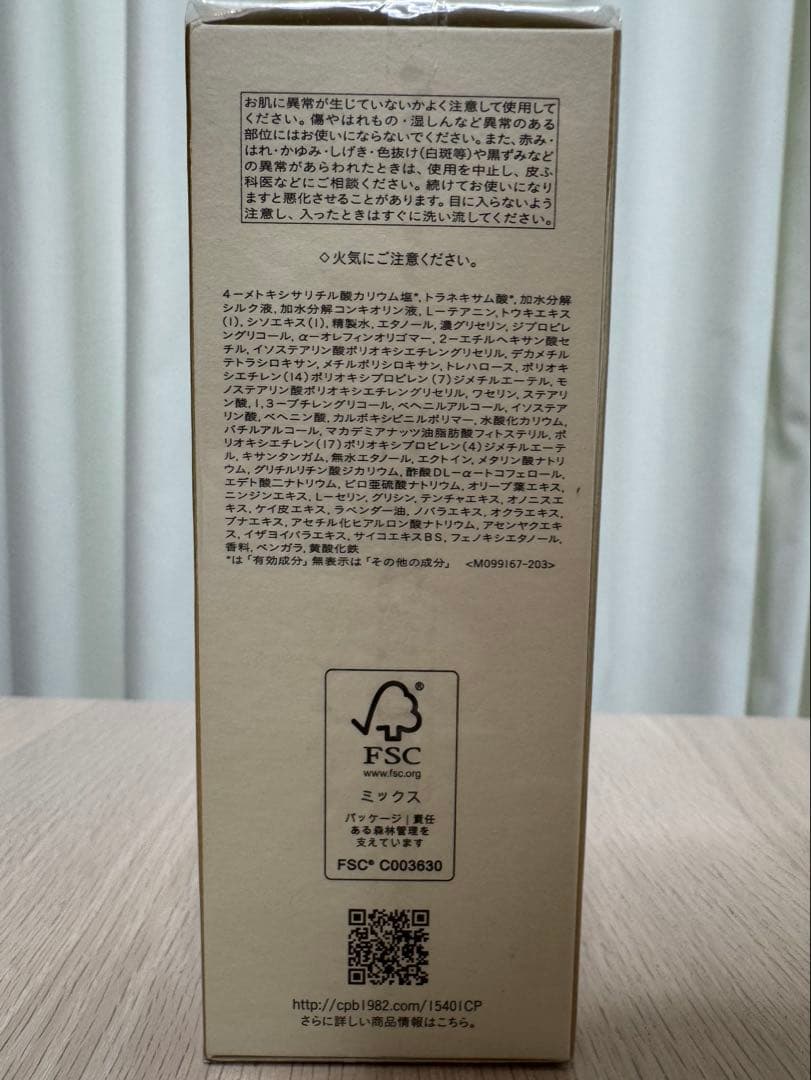 お肌に異常が生じていないかよく注意して使用して
ください。傷やはれもの・湿しんなど異常のある
部位にはお使いにならないでください。また、赤み・
はれ・かゆみ・しげき・色抜け(白斑等)や黒ずみなど
の異常があらわれたときは、使用を中止し、皮ふ
科医などにご相談ください。続けてお使いになり
ますと悪化させることがあります。目に入らないよう
注意し、入ったときはすぐに洗い流してください。
◇火気にご注意ください。
4ーメトキシサリチル酸カリウム塩*,トラネキサム酸*,加水分解
シルク液,加水分解コンキオリン液,Lーテアニン,トウキエキス
(1),シソエキス(1),精製水,エタノール,濃グリセリン,ジプロピレ
ングリコール,αーオレフィンオリゴマー,2ーエチルヘキサン酸セ
チル,イソステアリン酸ポリオキシエチレングリセリル,デカメチル
テトラシロキサン,メチルポリシロキサン,トレハロース,ポリオキ
シエチレン(14)ポリオキシプロピレン(7)ジメチルエーテル,モ
ノステアリン酸ポリオキシエチレングリセリル,ワセリン,ステアリ
ン酸,1,3ーブチレングリコール,ベヘニルアルコール,イソステア
リン酸,ベヘニン酸,カルボキシビニルポリマー,水酸化カリウム,
バチルアルコール,マカデミアナッツ油脂肪酸フィトステリル,ポ
リオキシエチレン(17)ポリオキシプロピレン(4)ジメチルエーテ
ル,キサンタンガム,無水エタノール,エクトイン,メタリン酸ナトリ
ウム,グリチルリチン酸ジカリウム,酢酸DLーαートコフェロール,
エデト酸二ナトリウム,ピロ亜硫酸ナトリウム,オリーブ葉エキス,
ニンジンエキス,Lーセリン,グリシン,テンチャエキス,オノニスエ
キス,ケイ皮エキス,ラベンダー油,ノバラエキス,オクラエキス,
ブナエキス,アセチル化ヒアルロン酸ナトリウム,アセンヤクエキ
ス,イザヨイバラエキス,サイコエキスBS,フェノキシエタノール,
香料,ベンガラ,黄酸化鉄
*は「有効成分」無表示は「その他の成分」 <M099167-203>
®
FSC
www.fsc.org
ミックス
パッケージ|責任
ある森林管理を
支えています
FSC® C003630
http://cpb1982.com/15401CP
さらに詳しい商品情報はこちら。